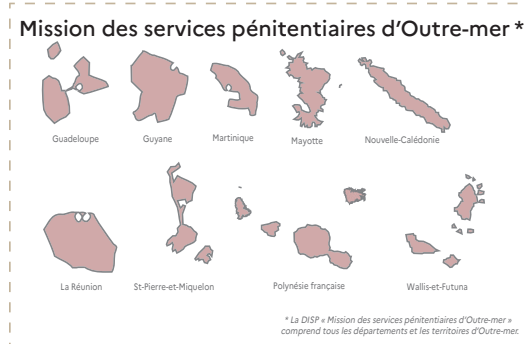 Mission des services pénitentiaires d’Outre-mer *
Guadeloupe
Guyane
Martinique
Mayotte
Nouvelle-Calédonie
La Réunion
St-Pierre-et-Miquelon
Polynésie française
Wallis-et-Futuna
* La DISP « Mission des services pénitentiaires d’Outre-mer »
comprend tous les départements et les territoires d’Outre-mer.